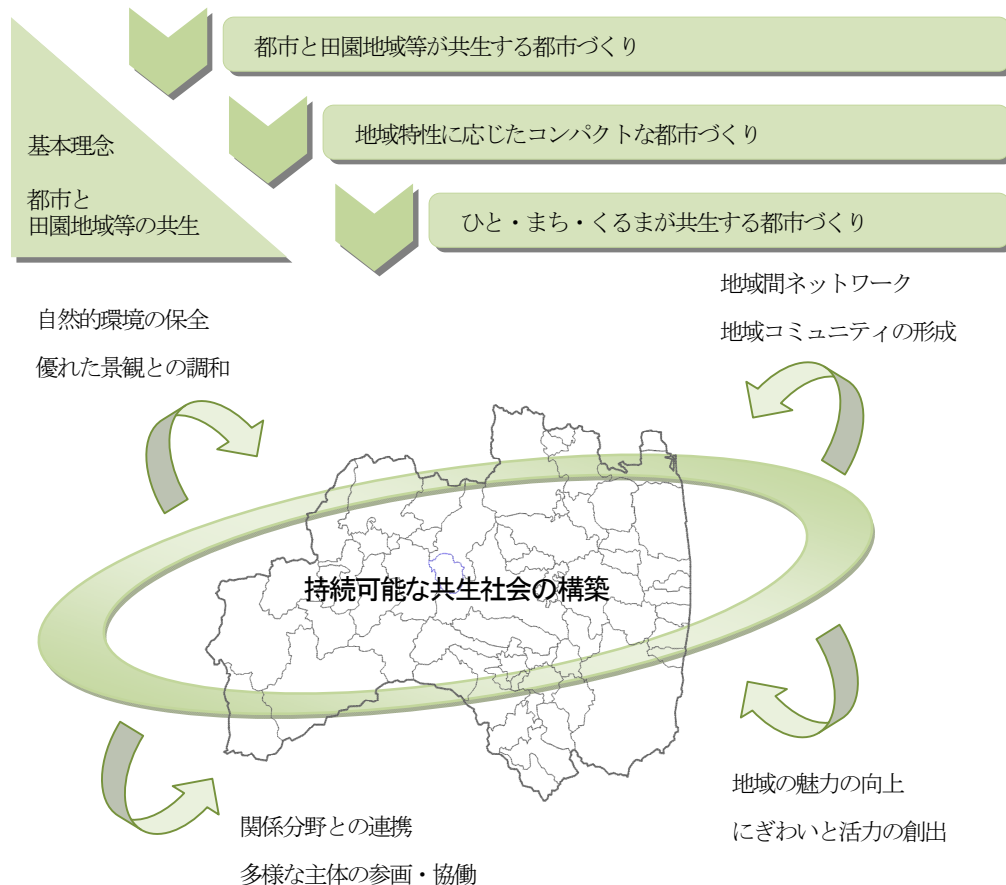 都市と田園地域等が共生する都市づくり
地域特性に応じたコンパクトな都市づくり
ひと・まち・くるまが共生する都市づくり
基本理念
都市と
田園地域等の共生
地域間ネットワーク
地域コミュニティの形成
自然的環境の保全
優れた景観との調和
持続可能な共生社会の構築
地域の魅力の向上
にぎわいと活力の創出
関係分野との連携
多様な主体の参画・協働